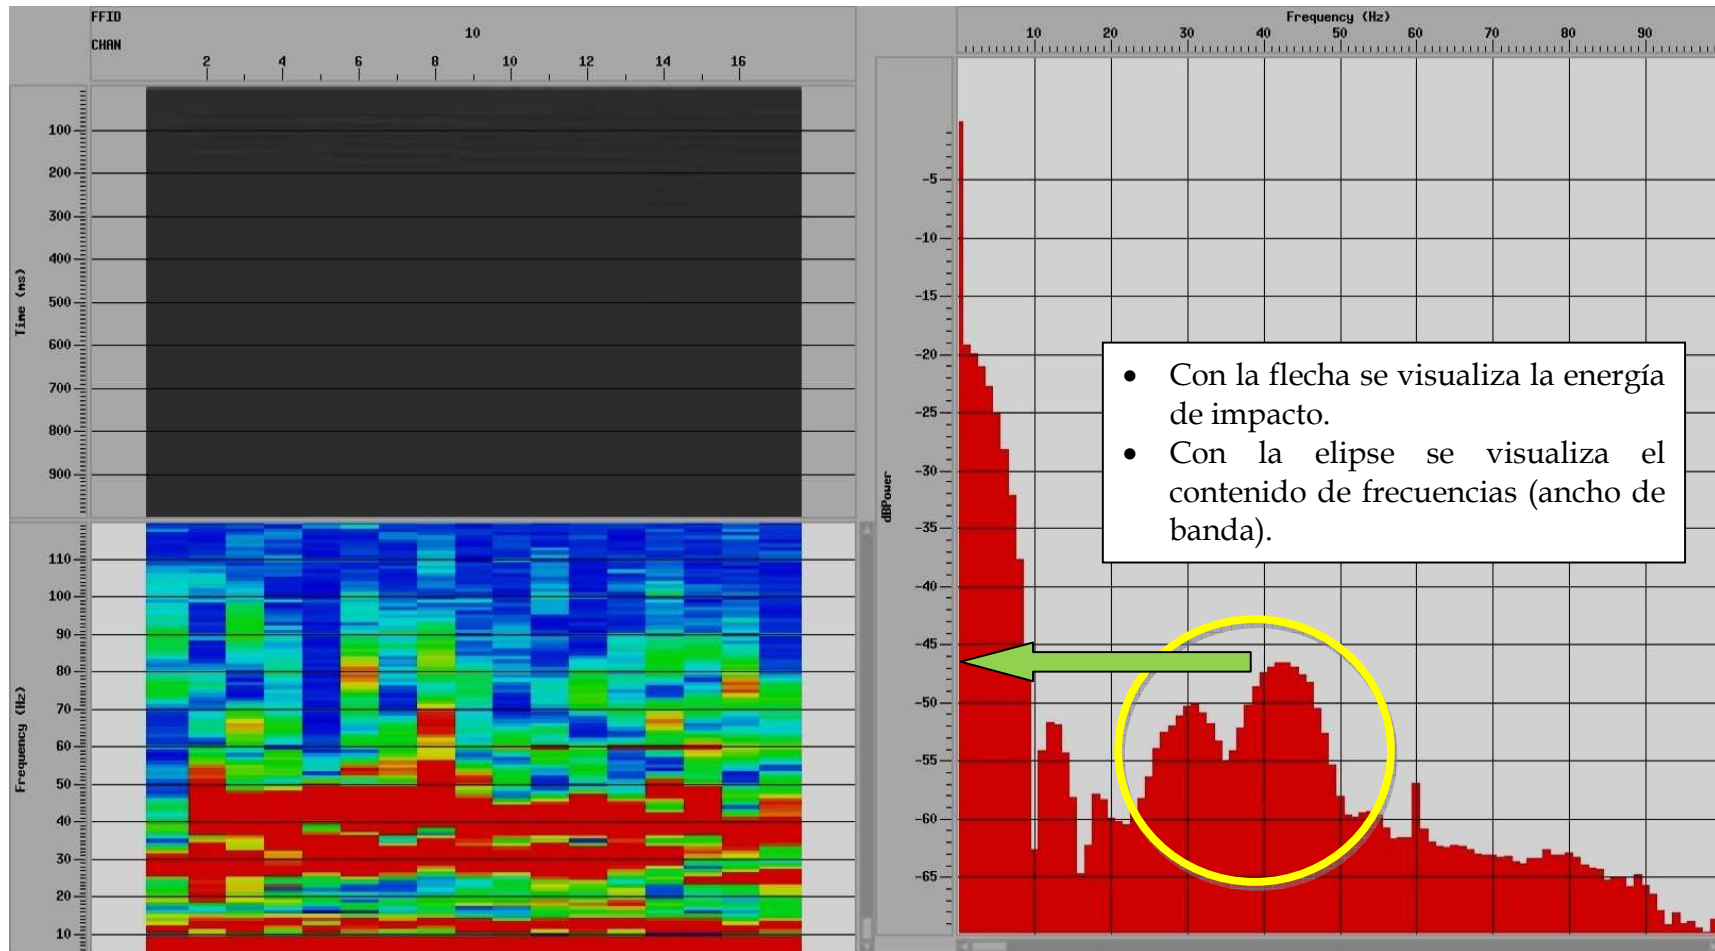 FFID
10
CHAN
2 4 6 8 10 12 14 16
100
200
300
400
500
600
700
800
900
Time (ms)
110
100
90
80
70
60
50
40
30
20
10
Frequency (Hz)
Frequency (Hz)
10 20 30 40 50 60 70 80 90
-5
-10
-15
-20
-25
-30
-35
-40
-45
-50
-55
-60
-65
dBPower
• Con la flecha se visualiza la energía
de impacto.
• Con la elipse se visualiza el
contenido de frecuencias (ancho de
banda).